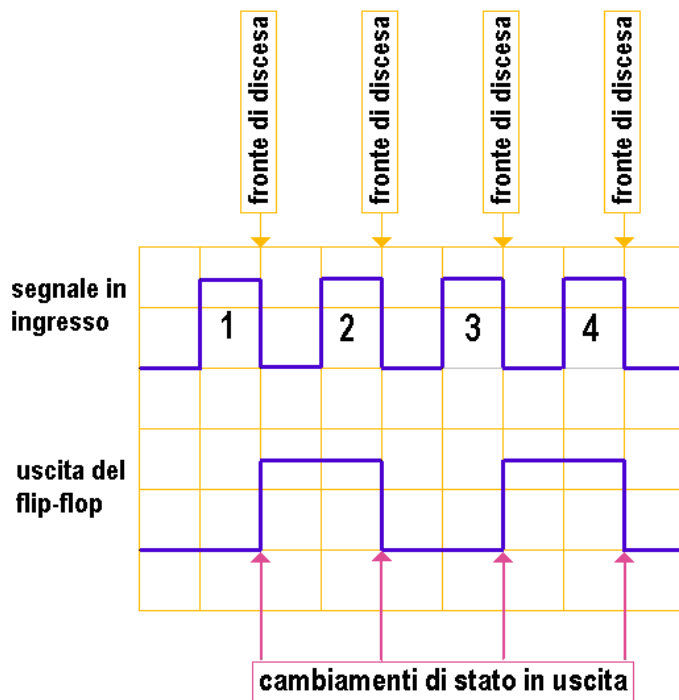 fronte di discesa
fronte di discesa
fronte di discesa
fronte di discesa
segnale in
ingresso
1
2
3
4
uscita del
flip-flop
cambiamenti di stato in uscita